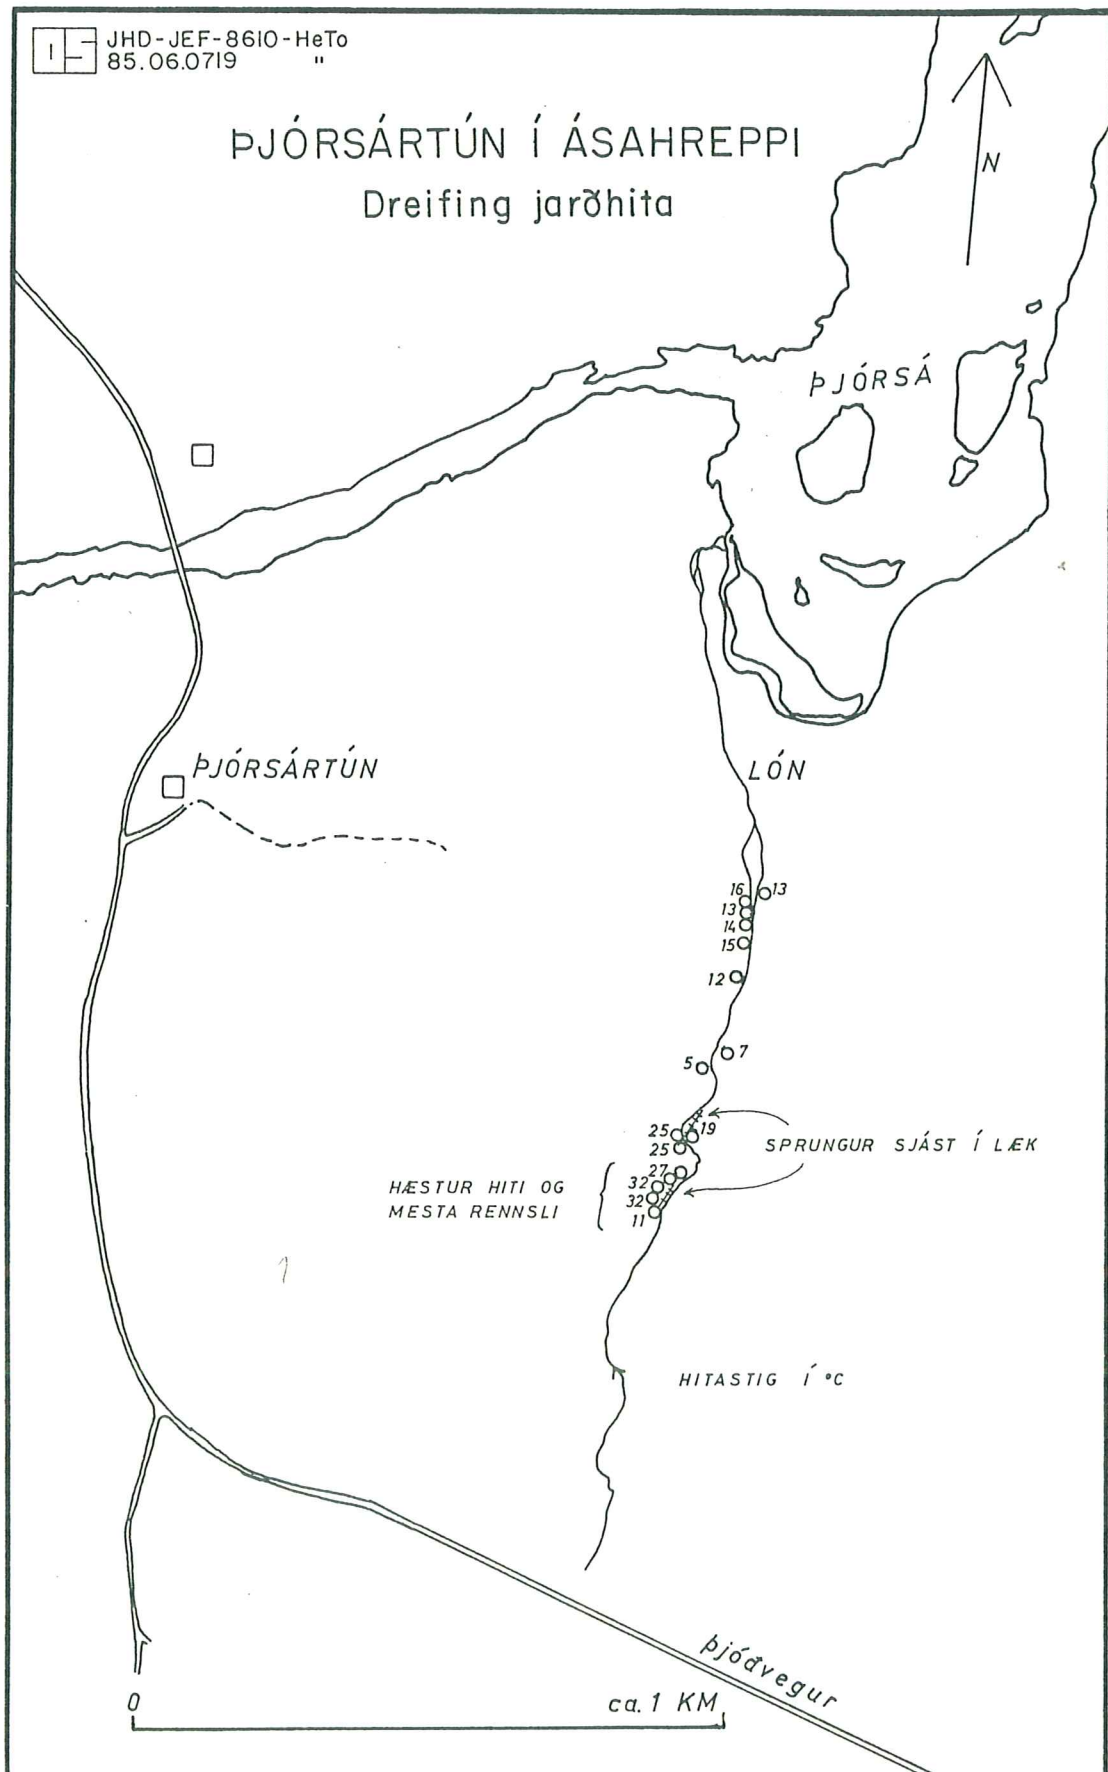 OS JHD-JEF-8610-HeTo
85.06.0719 "
ÞJÓRSÁRTÚN Í ÁSAHREPPI
Dreifing jarðhita
N
ÞJÓRSÁ
ÞJÓRSÁRTÚN
LÓN
16
13
13
14
15
12
7
5
25
19
25
SPRUNGUR SJÁST Í LÆK
27
32
32
11
HÆSTUR HITI OG
MESTA RENNSLI
HITASTIG Í °C
þjóðvegur
0
ca. 1 KM